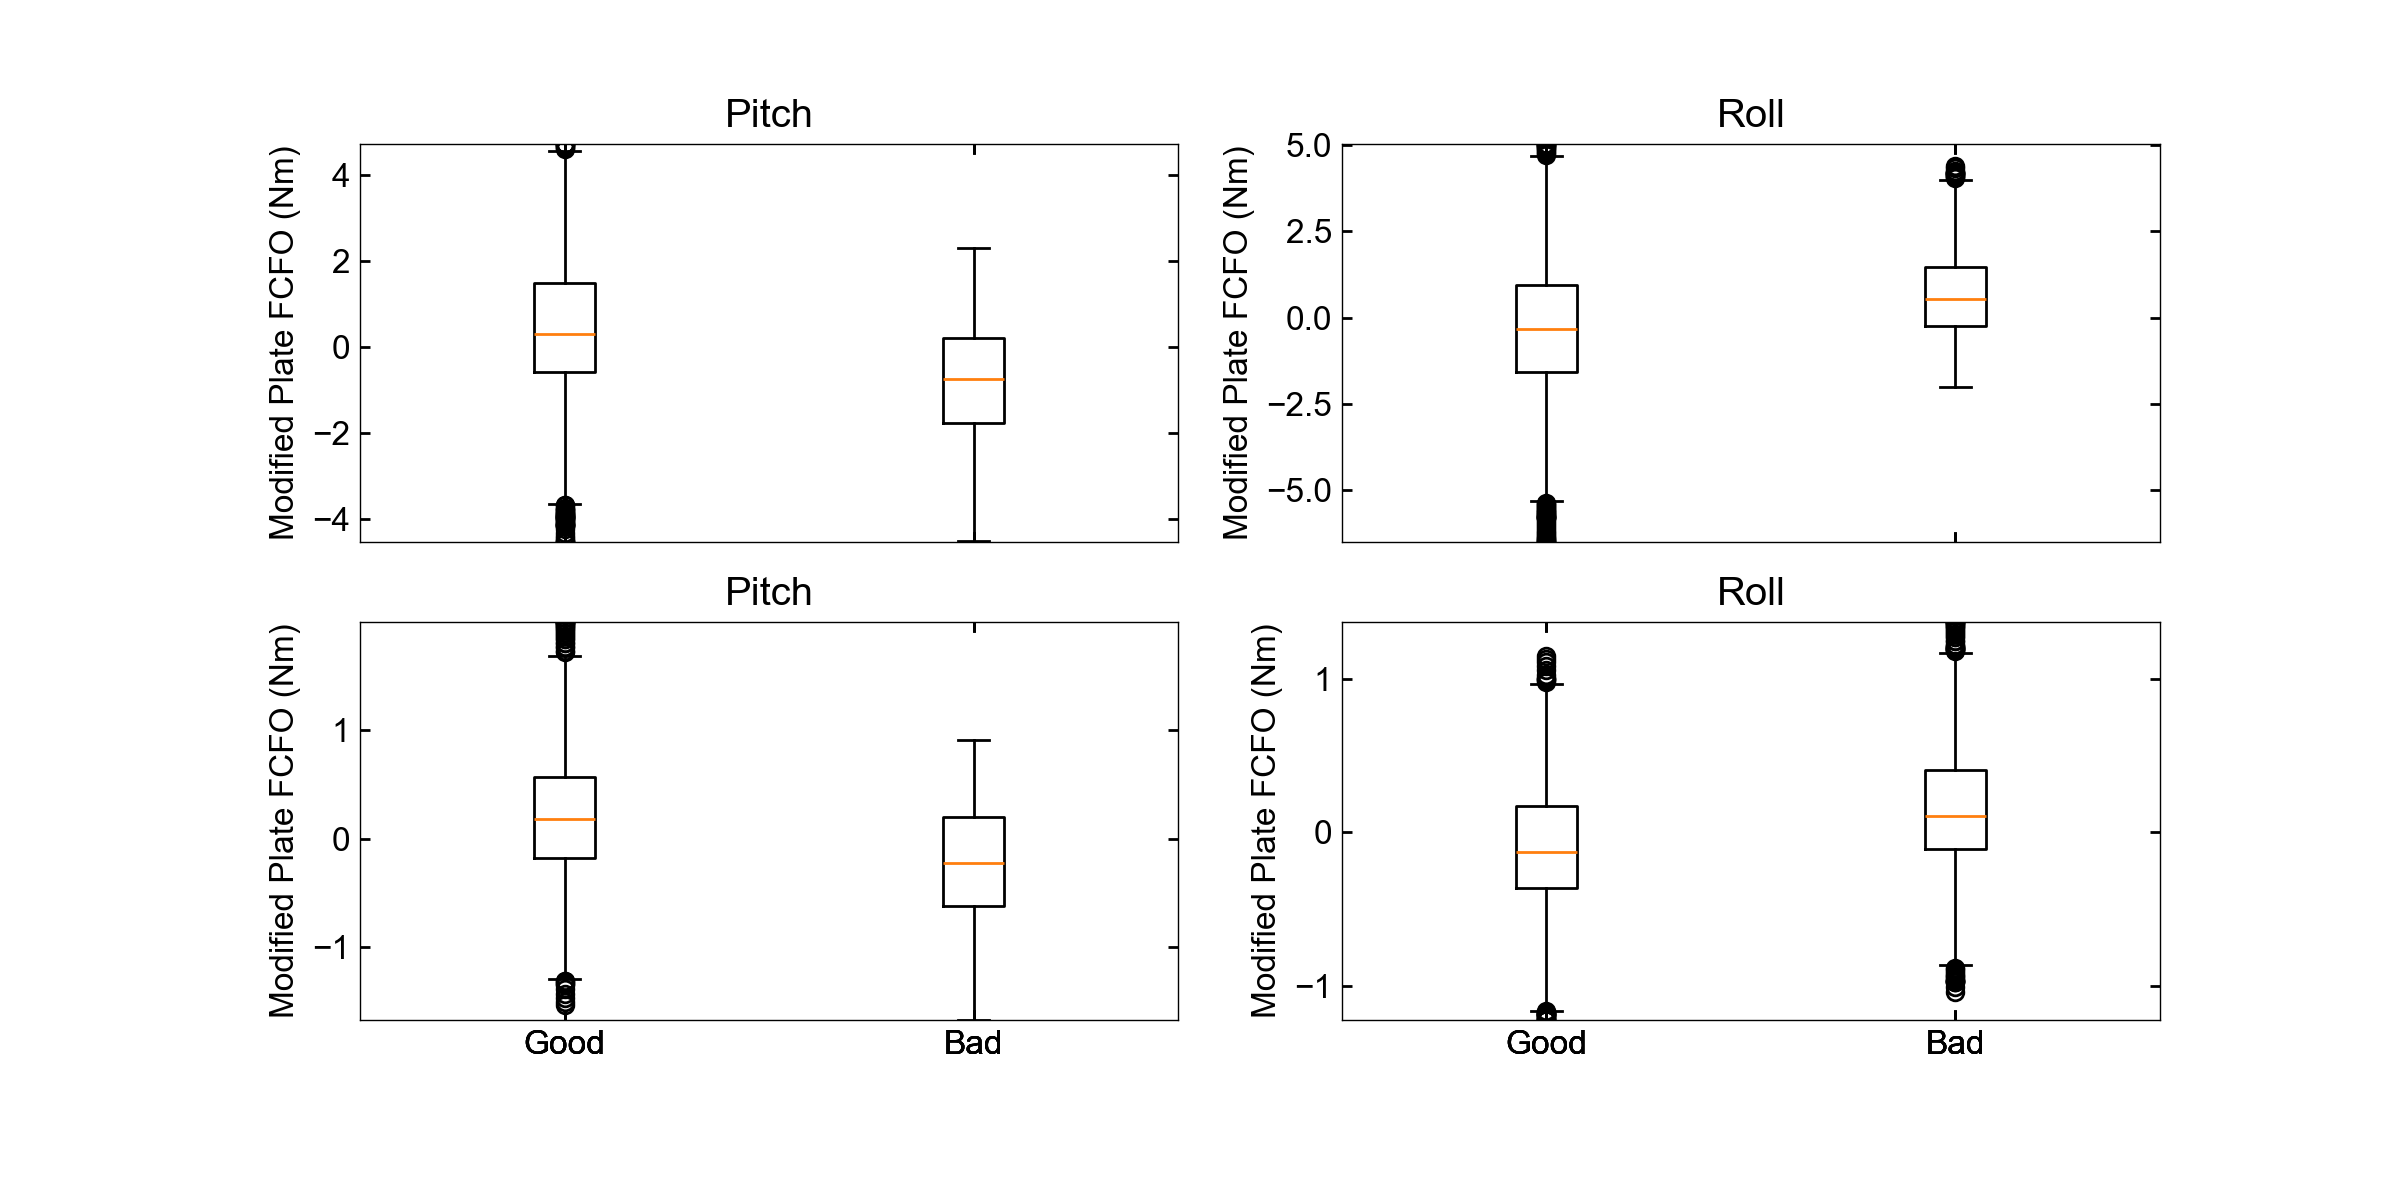 Pitch
Modified Plate FCFO (Nm)
4
2
0
−2
−4
Roll
Modified Plate FCFO (Nm)
5.0
2.5
0.0
−2.5
−5.0
Pitch
Modified Plate FCFO (Nm)
1
0
−1
Good Bad
Roll
Modified Plate FCFO (Nm)
1
0
−1
Good Bad